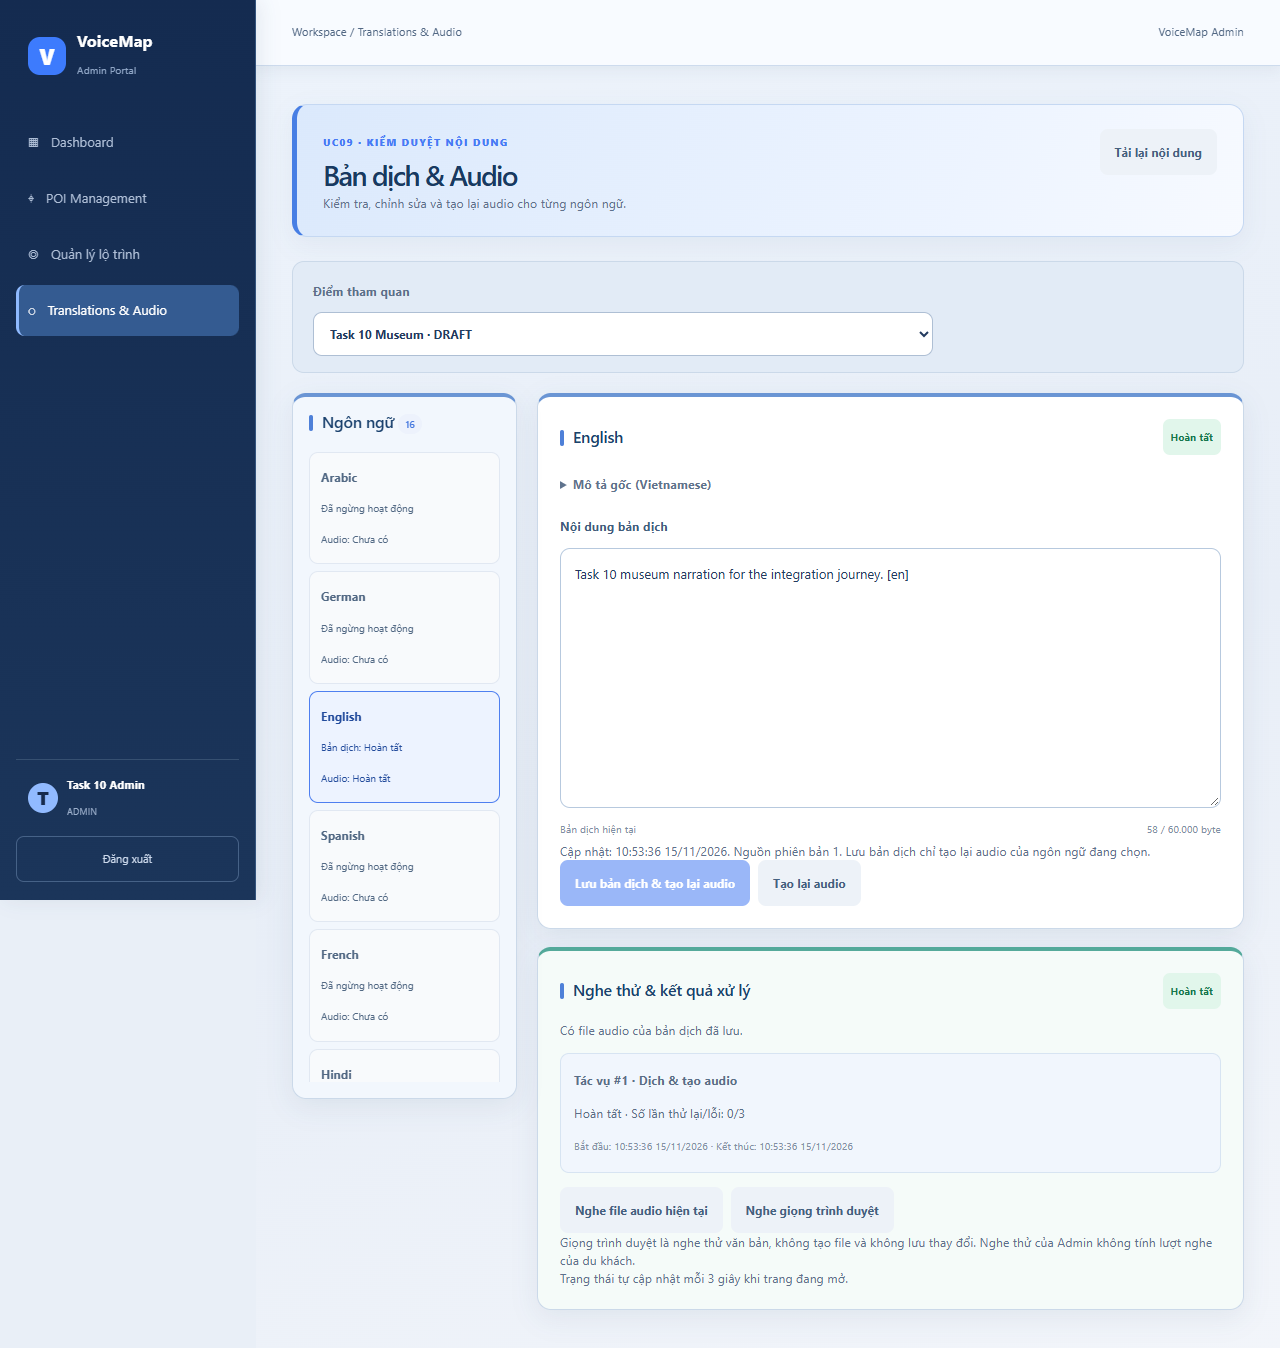 V
VoiceMap
Admin Portal
Dashboard
POI Management
Quản lý lộ trình
Translations & Audio
T
Task 10 Admin
ADMIN
Đăng xuất
Workspace / Translations & Audio
VoiceMap Admin
UC09 · KIỂM DUYỆT NỘI DUNG
Bản dịch & Audio
Kiểm tra, chỉnh sửa và tạo lại audio cho từng ngôn ngữ.
Tải lại nội dung
Điểm tham quan
Task 10 Museum · DRAFT
Ngôn ngữ 16
Arabic
Đã ngừng hoạt động
Audio: Chưa có
German
Đã ngừng hoạt động
Audio: Chưa có
English
Bản dịch: Hoàn tất
Audio: Hoàn tất
Spanish
Đã ngừng hoạt động
Audio: Chưa có
French
Đã ngừng hoạt động
Audio: Chưa có
Hindi
English
Hoàn tất
Mô tả gốc (Vietnamese)
Nội dung bản dịch
Task 10 museum narration for the integration journey. [en]
Bản dịch hiện tại
58 / 60.000 byte
Cập nhật: 10:53:36 15/11/2026. Nguồn phiên bản 1. Lưu bản dịch chỉ tạo lại audio của ngôn ngữ đang chọn.
Lưu bản dịch & tạo lại audio
Tạo lại audio
Nghe thử & kết quả xử lý
Hoàn tất
Có file audio của bản dịch đã lưu.
Tác vụ #1 · Dịch & tạo audio
Hoàn tất · Số lần thử lại/lỗi: 0/3
Bắt đầu: 10:53:36 15/11/2026 · Kết thúc: 10:53:36 15/11/2026
Nghe file audio hiện tại
Nghe giọng trình duyệt
Giọng trình duyệt là nghe thử văn bản, không tạo file và không lưu thay đổi. Nghe thử của Admin không tính lượt nghe
của du khách.
Trạng thái tự cập nhật mỗi 3 giây khi trang đang mở.